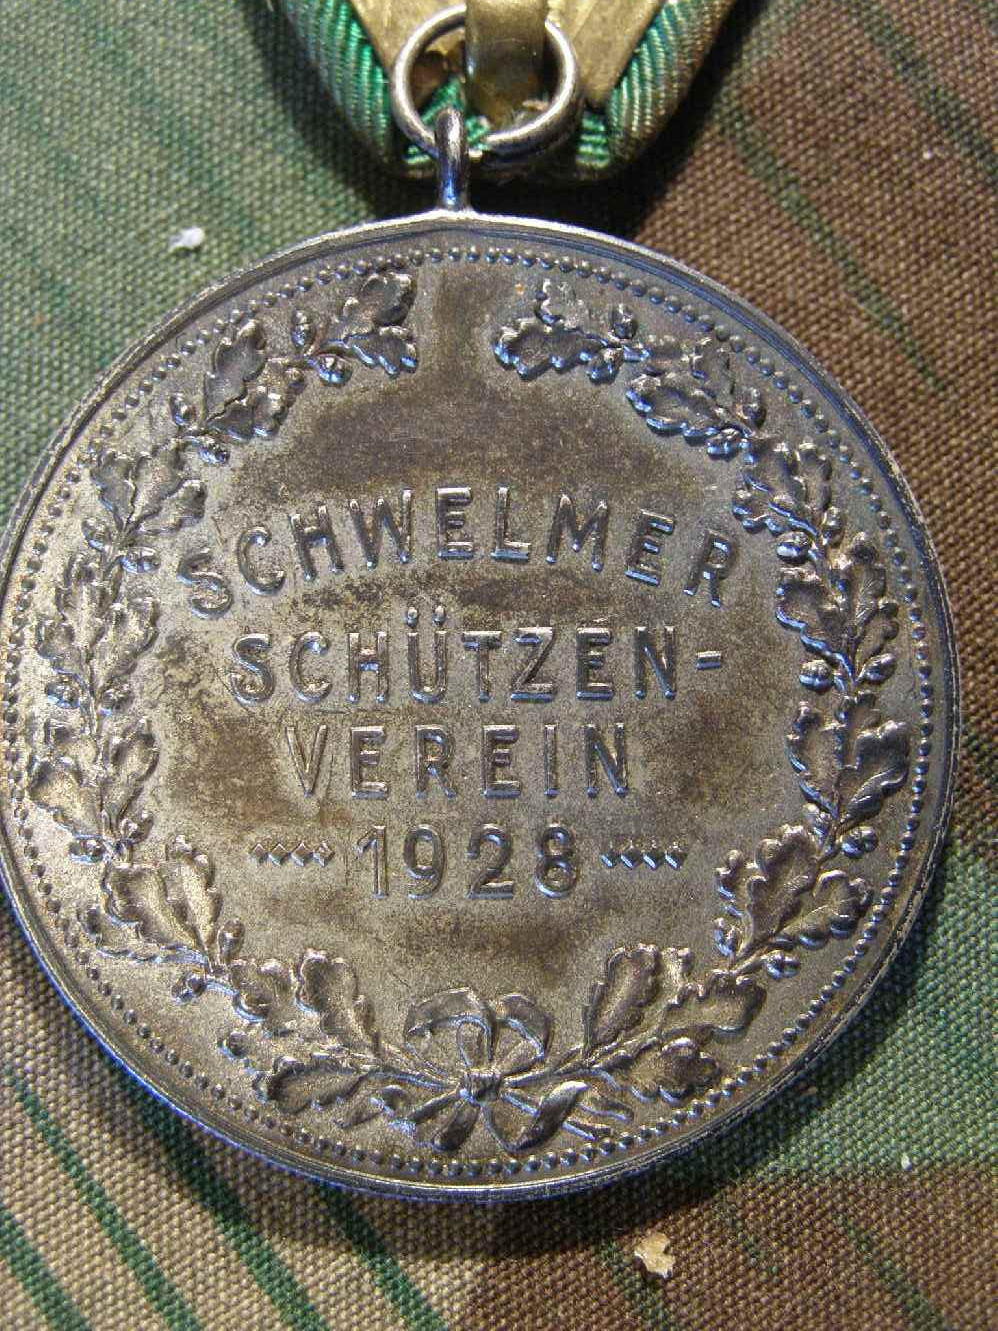 SCHWELMER
SCHÜTZEN-
VEREIN
1928